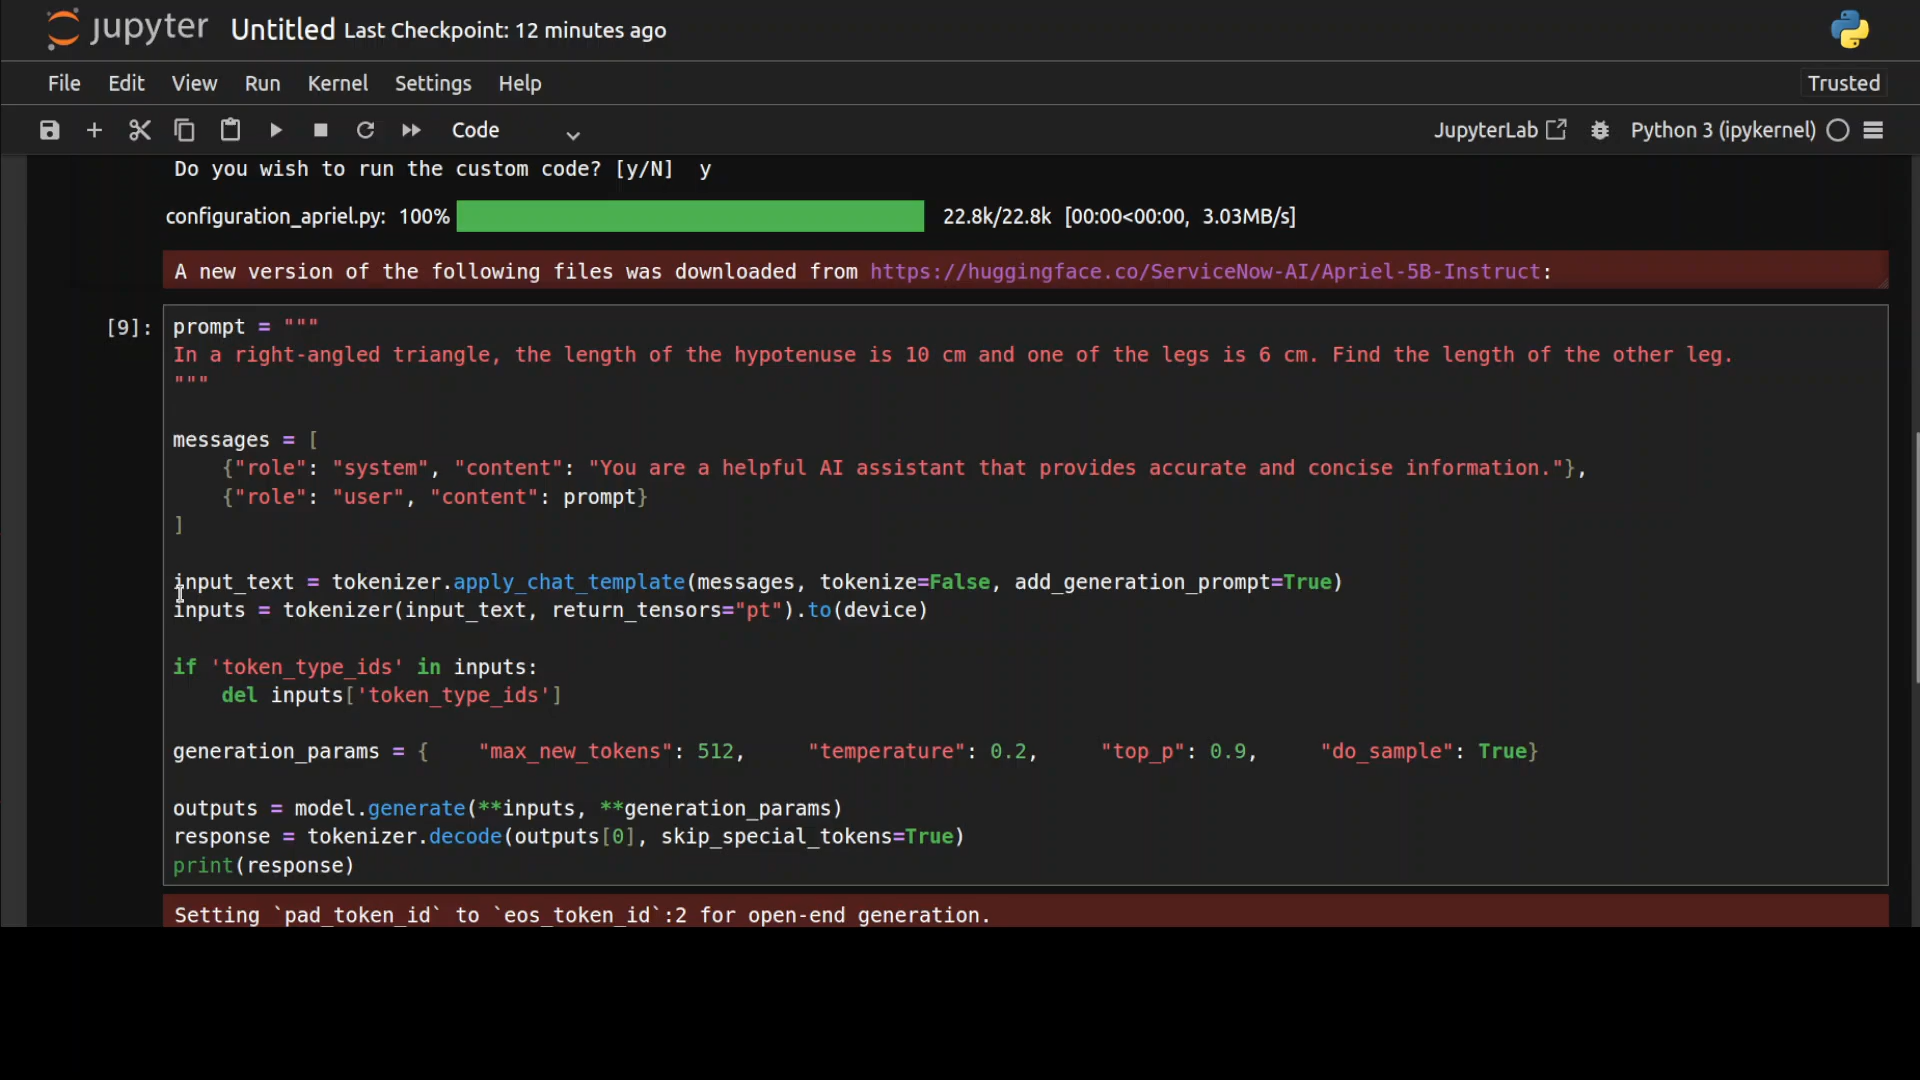 jupyter Untitled Last Checkpoint: 12 minutes ago
File Edit View Run Kernel Settings Help Trusted
Code JupyterLab Python 3 (ipykernel)
Do you wish to run the custom code? [y/N]  y
configuration_apriel.py: 100% 22.8k/22.8k [00:00<00:00, 3.03MB/s]
A new version of the following files was downloaded from https://huggingface.co/ServiceNow-AI/Apriel-5B-Instruct:
[9]: prompt = """
In a right-angled triangle, the length of the hypotenuse is 10 cm and one of the legs is 6 cm. Find the length of the other leg.
"""
messages = [
    {"role": "system", "content": "You are a helpful AI assistant that provides accurate and concise information."},
    {"role": "user", "content": prompt}
]
input_text = tokenizer.apply_chat_template(messages, tokenize=False, add_generation_prompt=True)
inputs = tokenizer(input_text, return_tensors="pt").to(device)
if 'token_type_ids' in inputs:
    del inputs['token_type_ids']
generation_params = {    "max_new_tokens": 512,     "temperature": 0.2,     "top_p": 0.9,     "do_sample": True}
outputs = model.generate(**inputs, **generation_params)
response = tokenizer.decode(outputs[0], skip_special_tokens=True)
print(response)
Setting `pad_token_id` to `eos_token_id`:2 for open-end generation.